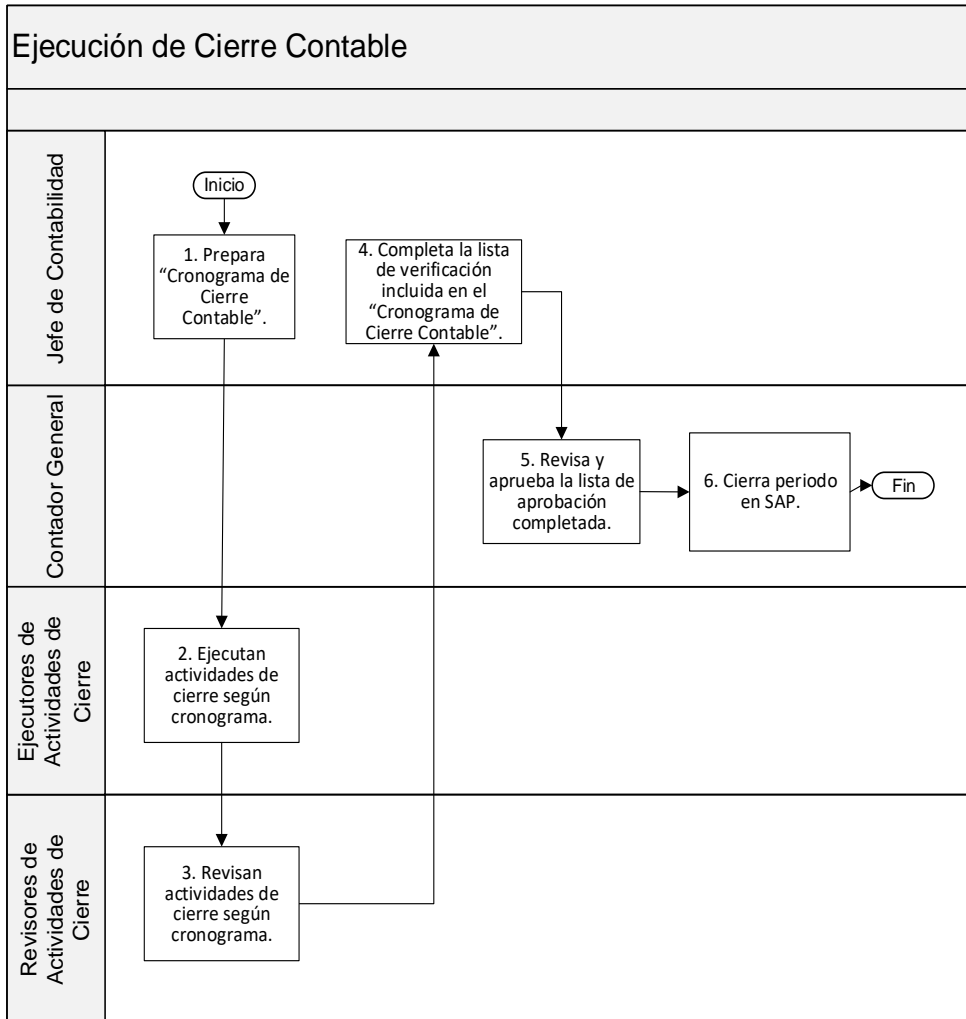 Ejecución de Cierre Contable
Jefe de Contabilidad
Inicio
1. Prepara
“Cronograma de
Cierre
Contable”.
4. Completa la lista
de verificación
incluida en el
“Cronograma de
Cierre Contable”.
Contador General
5. Revisa y
aprueba la lista de
aprobación
completada.
6. Cierra periodo
en SAP.
Fin
Ejecutores de
Actividades de
Cierre
2. Ejecutan
actividades de
cierre según
cronograma.
Revisores de
Actividades de
Cierre
3. Revisan
actividades de
cierre según
cronograma.